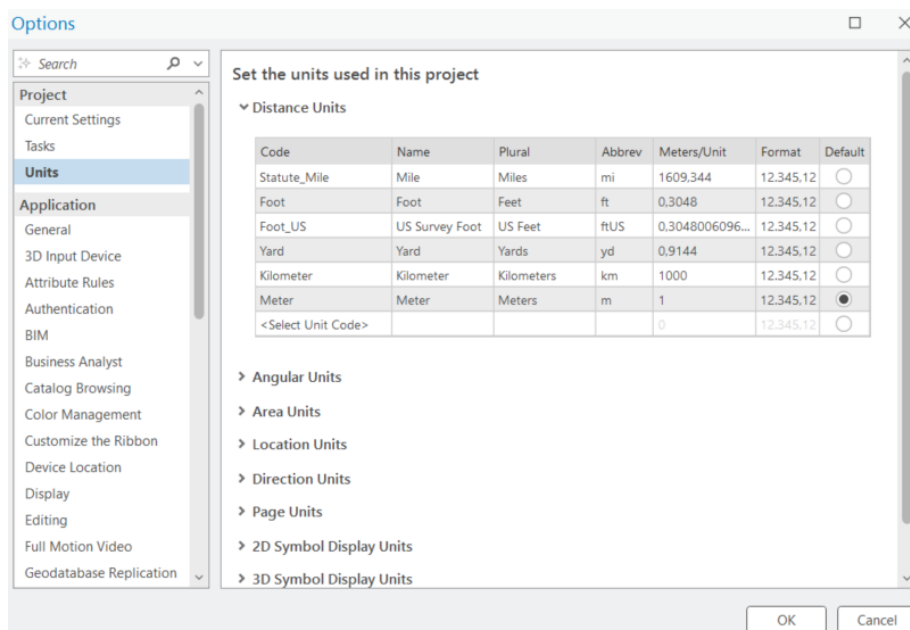 Options
Search
Project
Current Settings
Tasks
Units
Application
General
3D Input Device
Attribute Rules
Authentication
BIM
Business Analyst
Catalog Browsing
Color Management
Customize the Ribbon
Device Location
Display
Editing
Full Motion Video
Geodatabase Replication
Set the units used in this project
Distance Units
Code Name Plural Abbrev Meters/Unit Format Default
Statute_Mile Mile Miles mi 1609,344 12.345,12
Foot Foot Feet ft 0,3048 12.345,12
Foot_US US Survey Foot US Feet ftUS 0,3048006096... 12.345,12
Yard Yard Yards yd 0,9144 12.345,12
Kilometer Kilometer Kilometers km 1000 12.345,12
Meter Meter Meters m 1 12.345,12
<Select Unit Code> 0 12.345,12
Angular Units
Area Units
Location Units
Direction Units
Page Units
2D Symbol Display Units
3D Symbol Display Units
OK Cancel